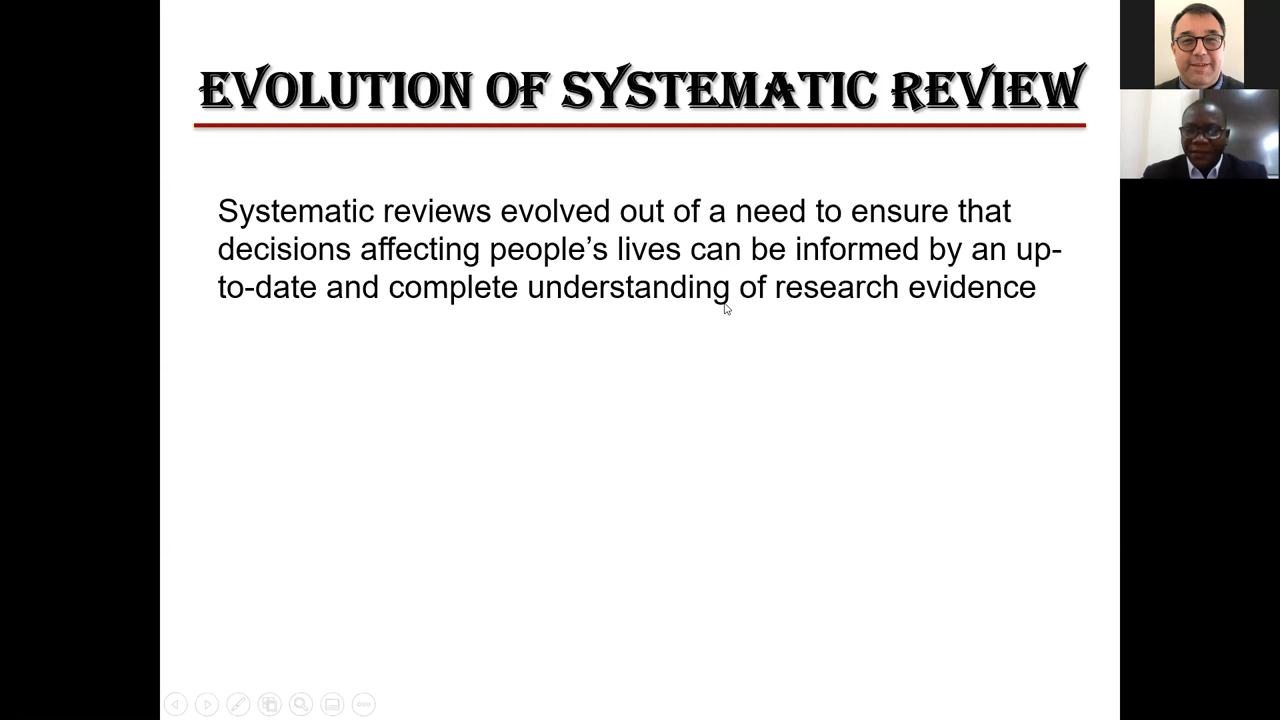 EVOLUTION OF SYSTEMATIC REVIEW
Systematic reviews evolved out of a need to ensure that
decisions affecting people’s lives can be informed by an up-
to-date and complete understanding of research evidence